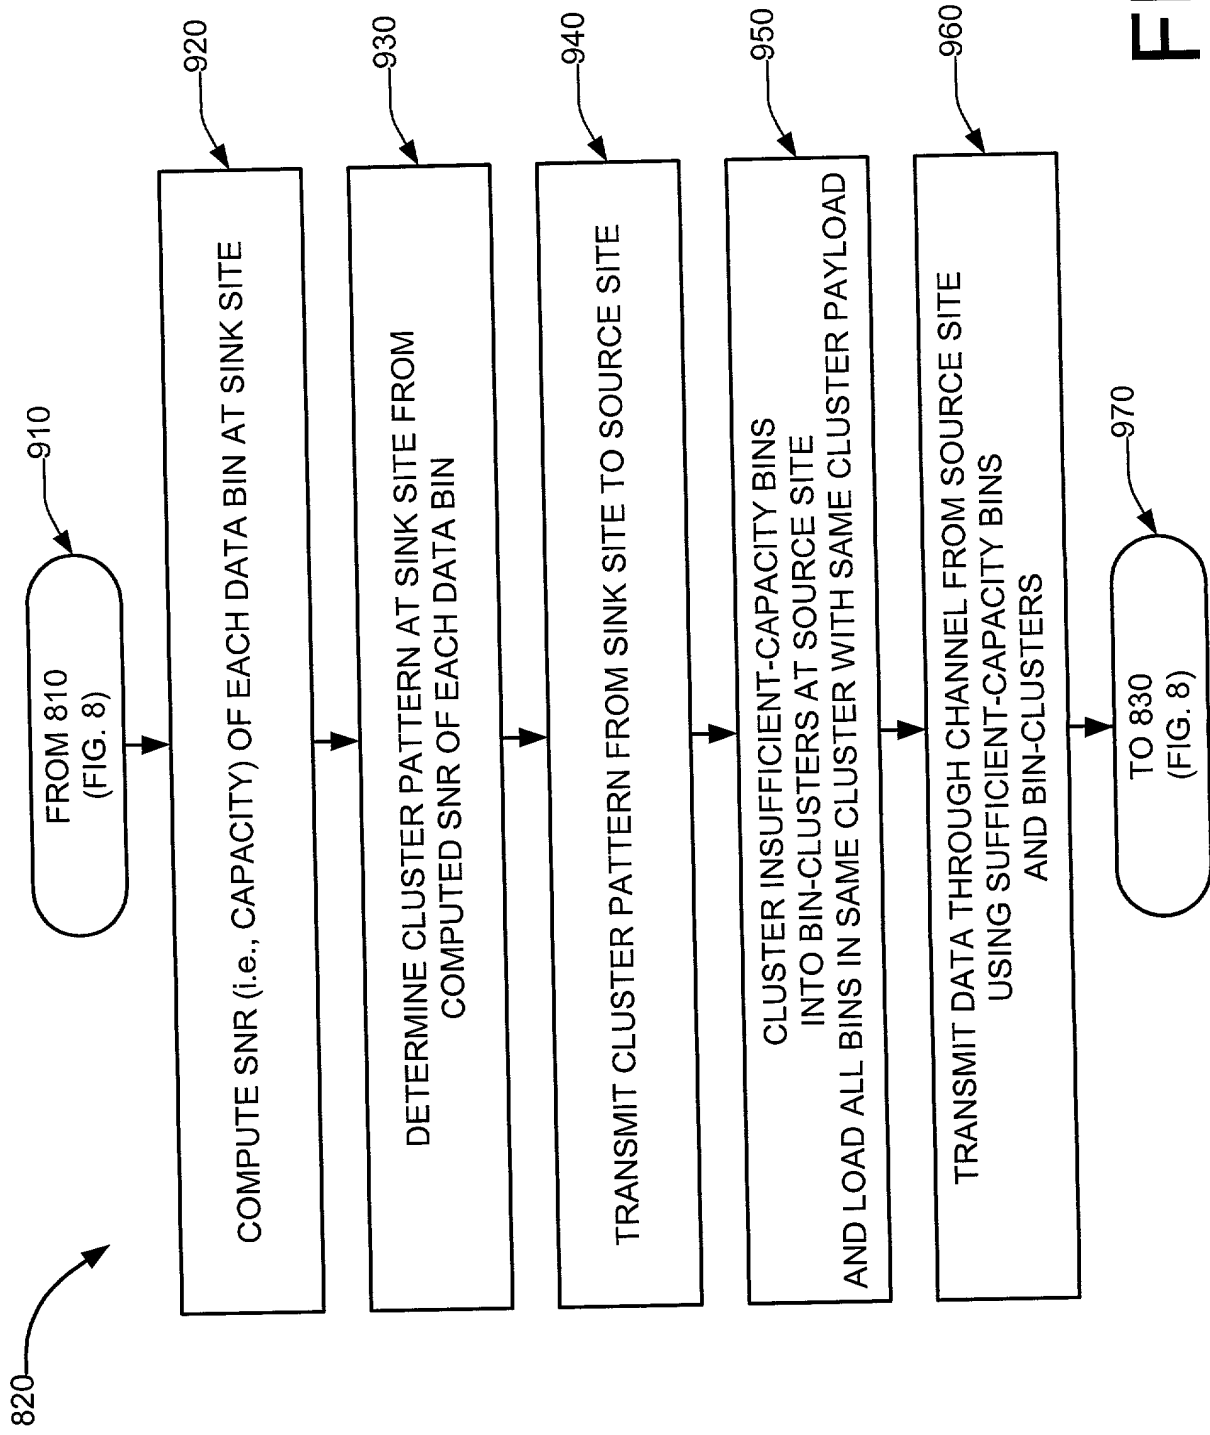 820
FROM 810
(FIG. 8)
910
COMPUTE SNR (i.e., CAPACITY) OF EACH DATA BIN AT SINK SITE
920
DETERMINE CLUSTER PATTERN AT SINK SITE FROM
COMPUTED SNR OF EACH DATA BIN
930
TRANSMIT CLUSTER PATTERN FROM SINK SITE TO SOURCE SITE
940
CLUSTER INSUFFICIENT-CAPACITY BINS
INTO BIN-CLUSTERS AT SOURCE SITE
AND LOAD ALL BINS IN SAME CLUSTER WITH SAME CLUSTER PAYLOAD
950
TRANSMIT DATA THROUGH CHANNEL FROM SOURCE SITE
USING SUFFICIENT-CAPACITY BINS
AND BIN-CLUSTERS
960
TO 830
(FIG. 8)
970